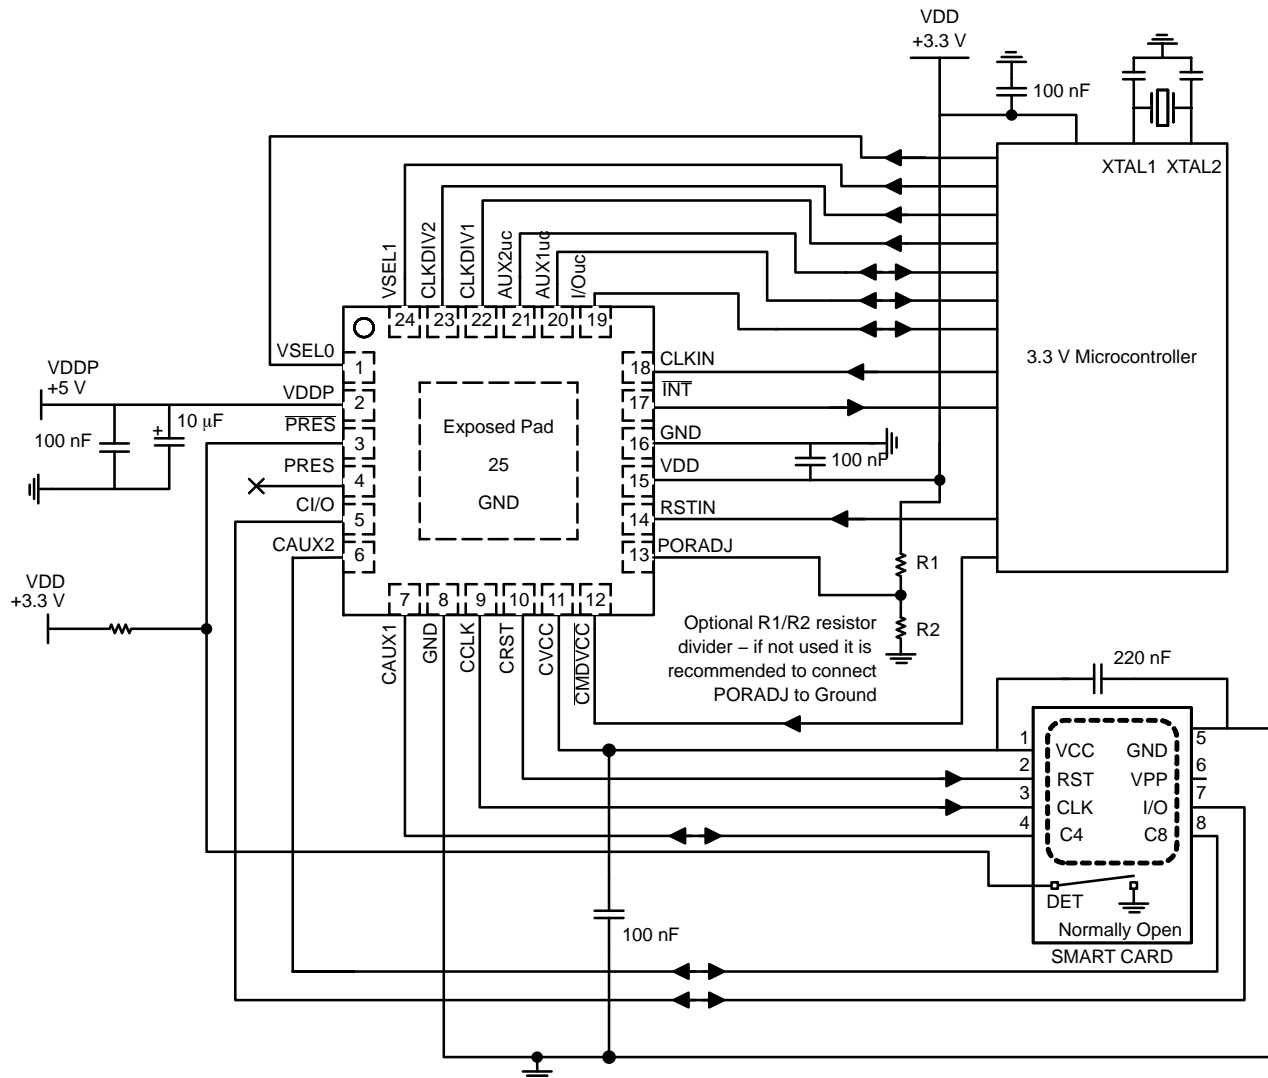 VDD
+3.3 V
100 nF
XTAL1 XTAL2
3.3 V Microcontroller
VSEL1
CLKDIV2
CLKDIV1
AUX2uc
AUX1uc
I/Ouc
24 23 22 21 20 19
VSEL0
1
VDDP
+5 V
VDDP
2
100 nF
+
10 µF
PRES
3
PRES
4
CI/O
5
CAUX2
6
Exposed Pad
25
GND
18
CLKIN
17
INT
16
GND
100 nF
15
VDD
14
RSTIN
13
PORADJ
R1
R2
VDD
+3.3 V
7 8 9 10 11 12
CAUX1
GND
CCLK
CRST
CVCC
CMDVCC
Optional R1/R2 resistor
divider – if not used it is
recommended to connect
PORADJ to Ground
220 nF
1 VCC GND 5
2 RST VPP 6
3 CLK I/O 7
4 C4 C8 8
DET
Normally Open
SMART CARD
100 nF